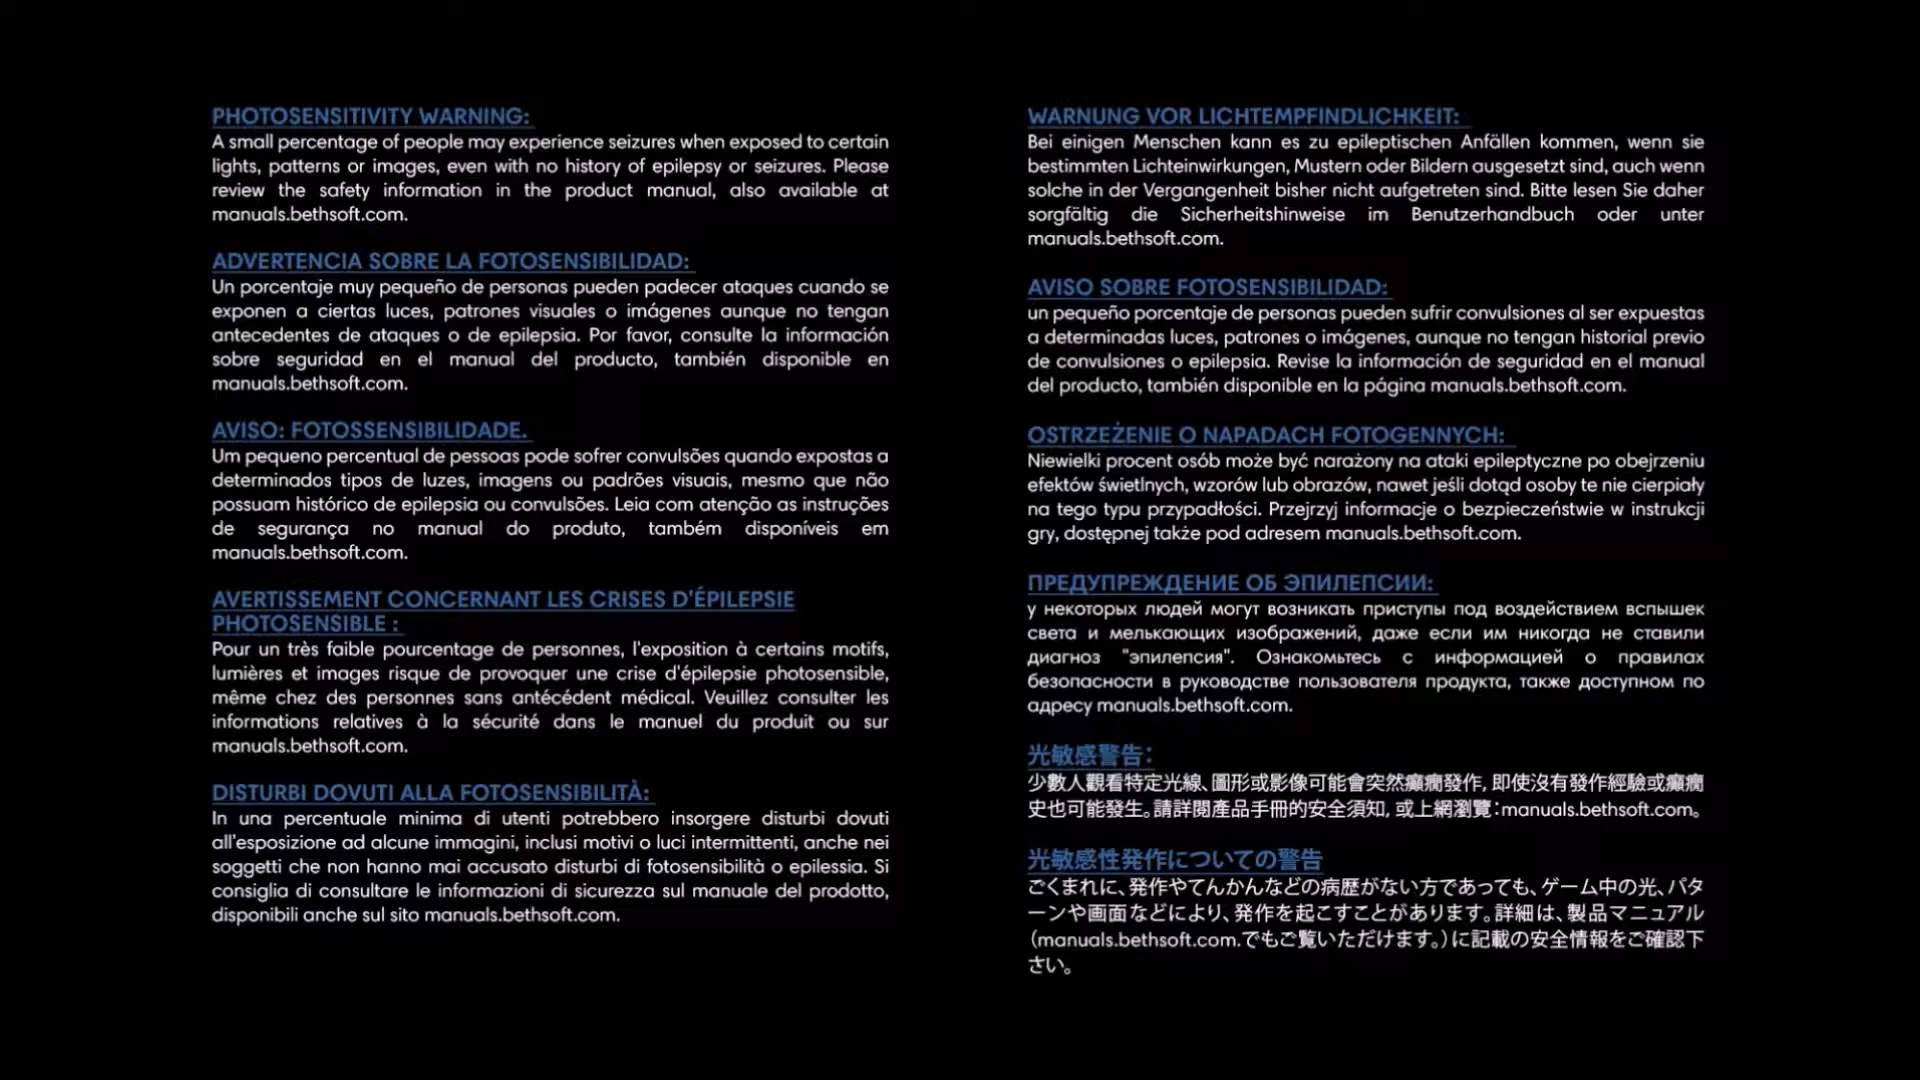 PHOTOSENSITIVITY WARNING:
A small percentage of people may experience seizures when exposed to certain
lights, patterns or images, even with no history of epilepsy or seizures. Please
review the safety information in the product manual, also available at
manuals.bethsoft.com.
ADVERTENCIA SOBRE LA FOTOSENSIBILIDAD:
Un porcentaje muy pequeño de personas pueden padecer ataques cuando se
exponen a ciertas luces, patrones visuales o imágenes aunque no tengan
antecedentes de ataques o de epilepsia. Por favor, consulte la información
sobre seguridad en el manual del producto, también disponible en
manuals.bethsoft.com.
AVISO: FOTOSSENSIBILIDADE.
Um pequeno percentual de pessoas pode sofrer convulsões quando expostas a
determinados tipos de luzes, imagens ou padrões visuais, mesmo que não
possuam histórico de epilepsia ou convulsões. Leia com atenção as instruções
de segurança no manual do produto, também disponíveis em
manuals.bethsoft.com.
AVERTISSEMENT CONCERNANT LES CRISES D'ÉPILEPSIE
PHOTOSENSIBLE :
Pour un très faible pourcentage de personnes, l'exposition à certains motifs,
lumières et images risque de provoquer une crise d'épilepsie photosensible,
même chez des personnes sans antécédent médical. Veuillez consulter les
informations relatives à la sécurité dans le manuel du produit ou sur
manuals.bethsoft.com.
DISTURBI DOVUTI ALLA FOTOSENSIBILITÀ:
In una percentuale minima di utenti potrebbero insorgere disturbi dovuti
all'esposizione ad alcune immagini, inclusi motivi o luci intermittenti, anche nei
soggetti che non hanno mai accusato disturbi di fotosensibilità o epilessia. Si
consiglia di consultare le informazioni di sicurezza sul manuale del prodotto,
disponibili anche sul sito manuals.bethsoft.com.
WARNUNG VOR LICHTEMPFINDLICHKEIT:
Bei einigen Menschen kann es zu epileptischen Anfällen kommen, wenn sie
bestimmten Lichteinwirkungen, Mustern oder Bildern ausgesetzt sind, auch wenn
solche in der Vergangenheit bisher nicht aufgetreten sind. Bitte lesen Sie daher
sorgfältig die Sicherheitshinweise im Benutzerhandbuch oder unter
manuals.bethsoft.com.
AVISO SOBRE FOTOSENSIBILIDAD:
un pequeño porcentaje de personas pueden sufrir convulsiones al ser expuestas
a determinadas luces, patrones o imágenes, aunque no tengan historial previo
de convulsiones o epilepsia. Revise la información de seguridad en el manual
del producto, también disponible en la página manuals.bethsoft.com.
OSTRZEŻENIE O NAPADACH FOTOGENNYCH:
Niewielki procent osób może być narażony na ataki epileptyczne po obejrzeniu
efektów świetlnych, wzorów lub obrazów, nawet jeśli dotąd osoby te nie cierpiały
na tego typu przypadłości. Przejrzyj informacje o bezpieczeństwie w instrukcji
gry, dostępnej także pod adresem manuals.bethsoft.com.
ПРЕДУПРЕЖДЕНИЕ ОБ ЭПИЛЕПСИИ:
у некоторых людей могут возникать приступы под воздействием вспышек
света и мелькающих изображений, даже если им никогда не ставили
диагноз "эпилепсия". Ознакомьтесь с информацией о правилах
безопасности в руководстве пользователя продукта, также доступном по
адресу manuals.bethsoft.com.
光敏感警告：
少數人觀看特定光線、圖形或影像可能會突然癲癇發作, 即使沒有發作經驗或癲癇
史也可能發生。請詳閱產品手冊的安全須知, 或上網瀏覽：manuals.bethsoft.com。
光敏感性発作についての警告
ごくまれに、発作やてんかんなどの病歴がない方であっても、ゲーム中の光、パタ
ーンや画面などにより、発作を起こすことがあります。詳細は、製品マニュアル
（manuals.bethsoft.com.でもご覧いただけます。）に記載の安全情報をご確認下
さい。